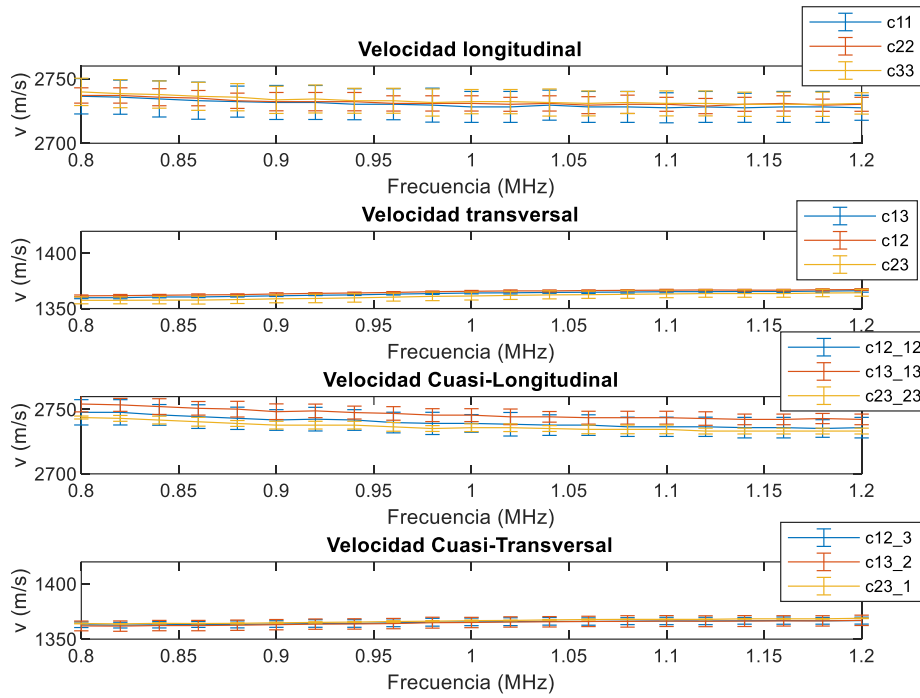 c11
c22
c33
Velocidad longitudinal
v (m/s)
2750
2700
0.8 0.85 0.9 0.95 1 1.05 1.1 1.15 1.2
Frecuencia (MHz)
c13
c12
c23
Velocidad transversal
v (m/s)
1400
1350
0.8 0.85 0.9 0.95 1 1.05 1.1 1.15 1.2
Frecuencia (MHz)
c12_12
c13_13
c23_23
Velocidad Cuasi-Longitudinal
v (m/s)
2750
2700
0.8 0.85 0.9 0.95 1 1.05 1.1 1.15 1.2
Frecuencia (MHz)
c12_3
c13_2
c23_1
Velocidad Cuasi-Transversal
v (m/s)
1400
1350
0.8 0.85 0.9 0.95 1 1.05 1.1 1.15 1.2
Frecuencia (MHz)